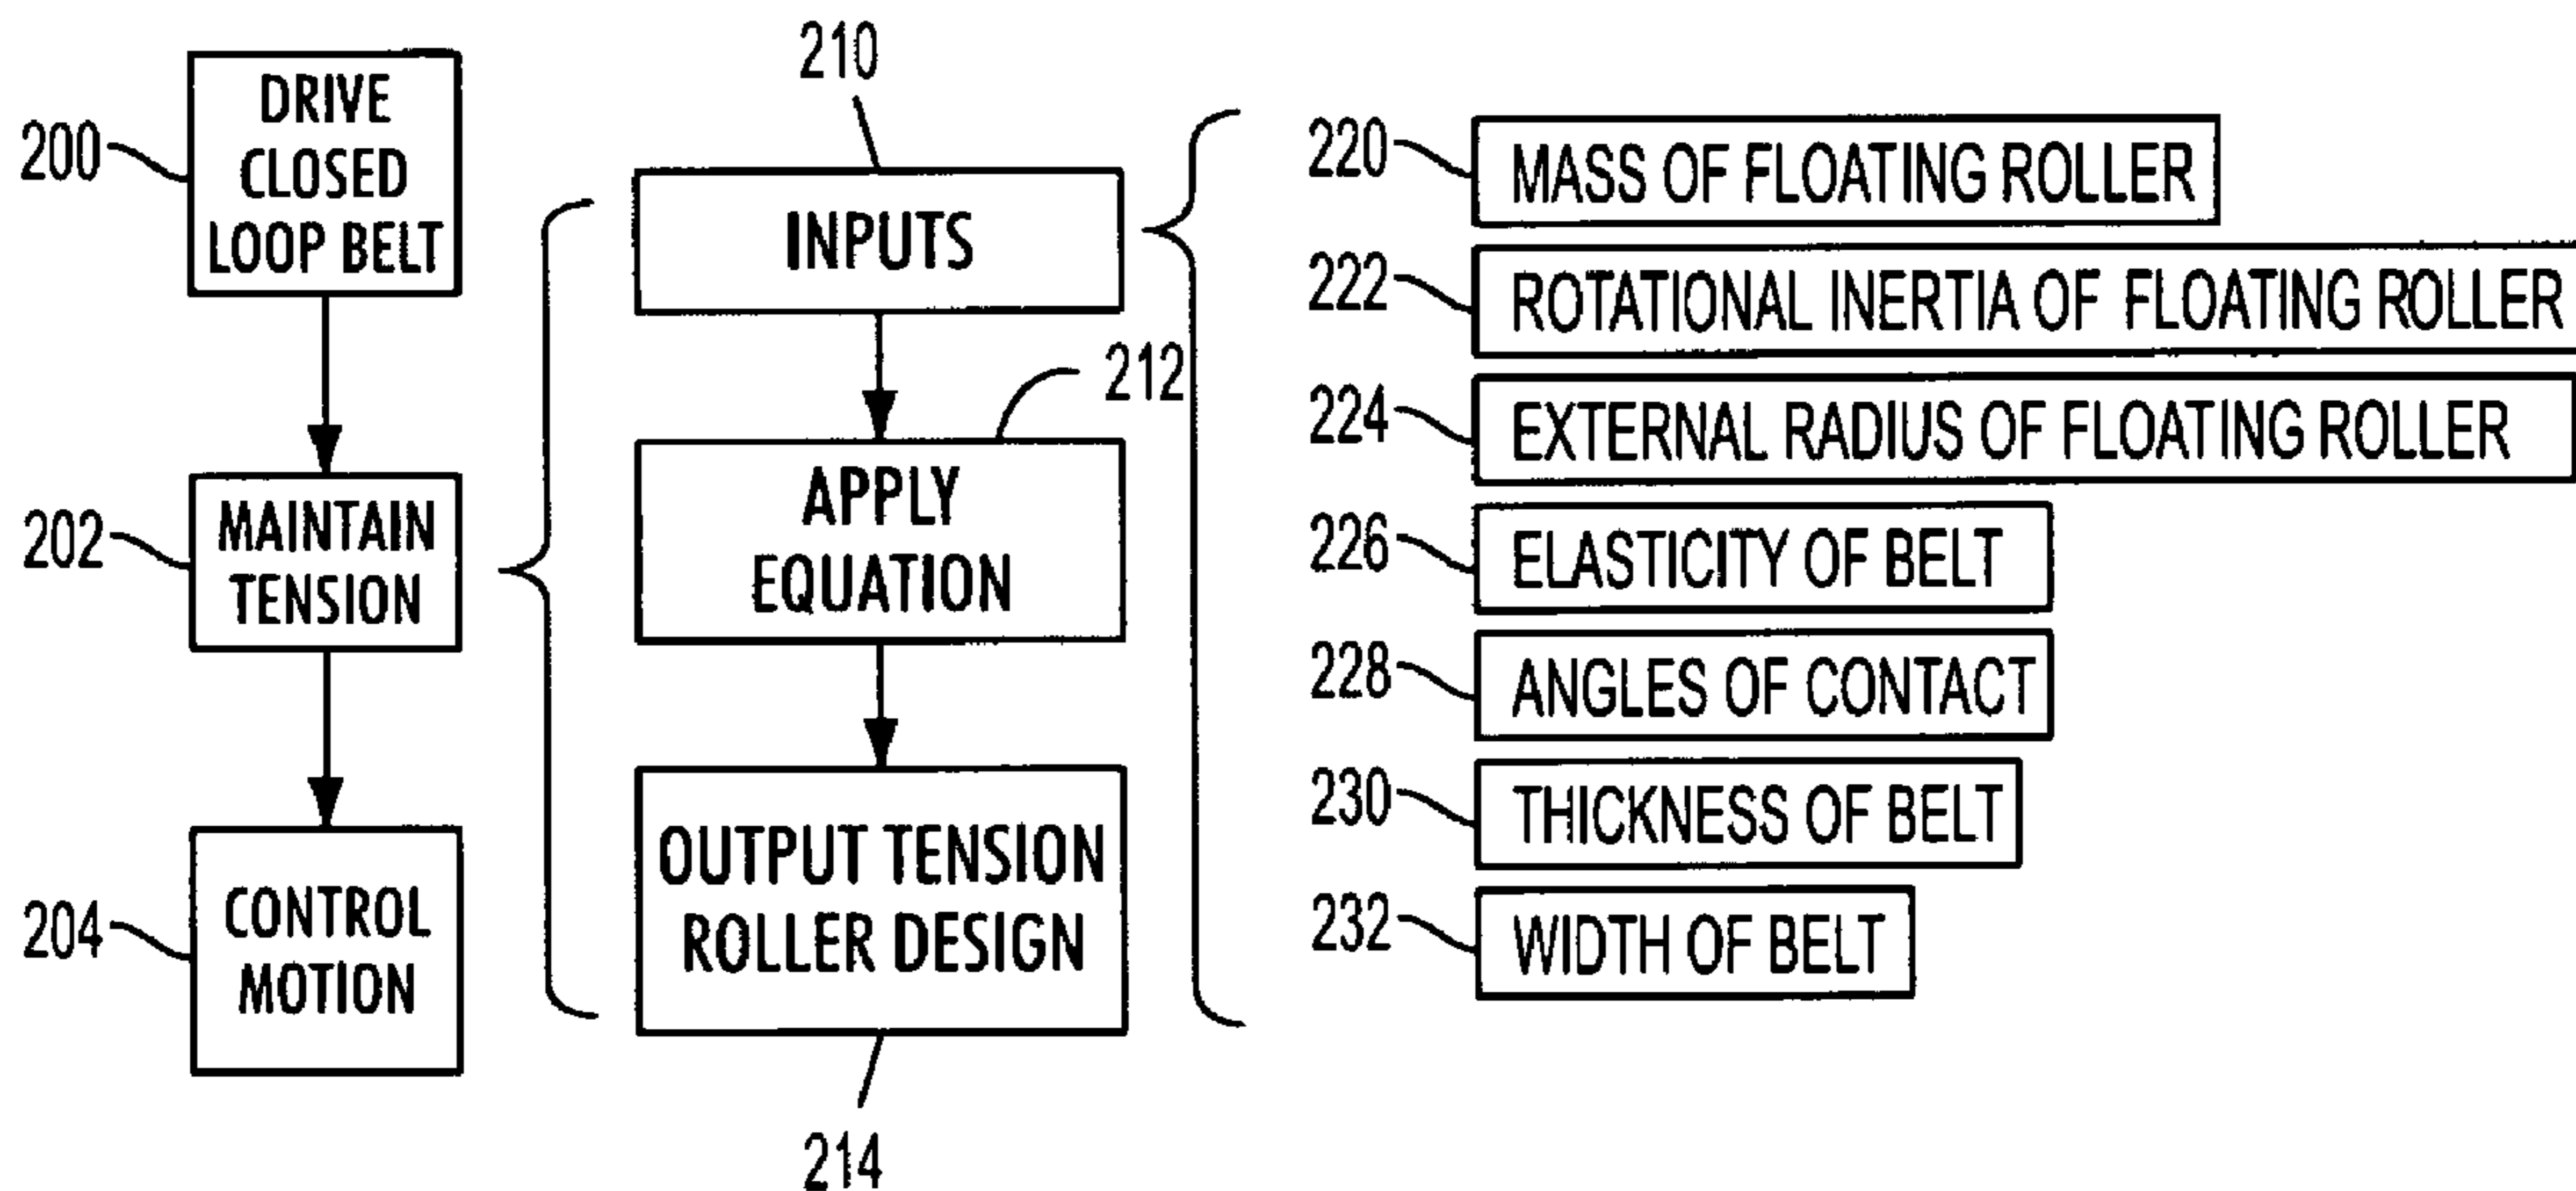 200
DRIVE
CLOSED
LOOP BELT
202
MAINTAIN
TENSION
204
CONTROL
MOTION
210
INPUTS
212
APPLY
EQUATION
OUTPUT TENSION
ROLLER DESIGN
214
220
MASS OF FLOATING ROLLER
222
ROTATIONAL INERTIA OF FLOATING ROLLER
224
EXTERNAL RADIUS OF FLOATING ROLLER
226
ELASTICITY OF BELT
228
ANGLES OF CONTACT
230
THICKNESS OF BELT
232
WIDTH OF BELT